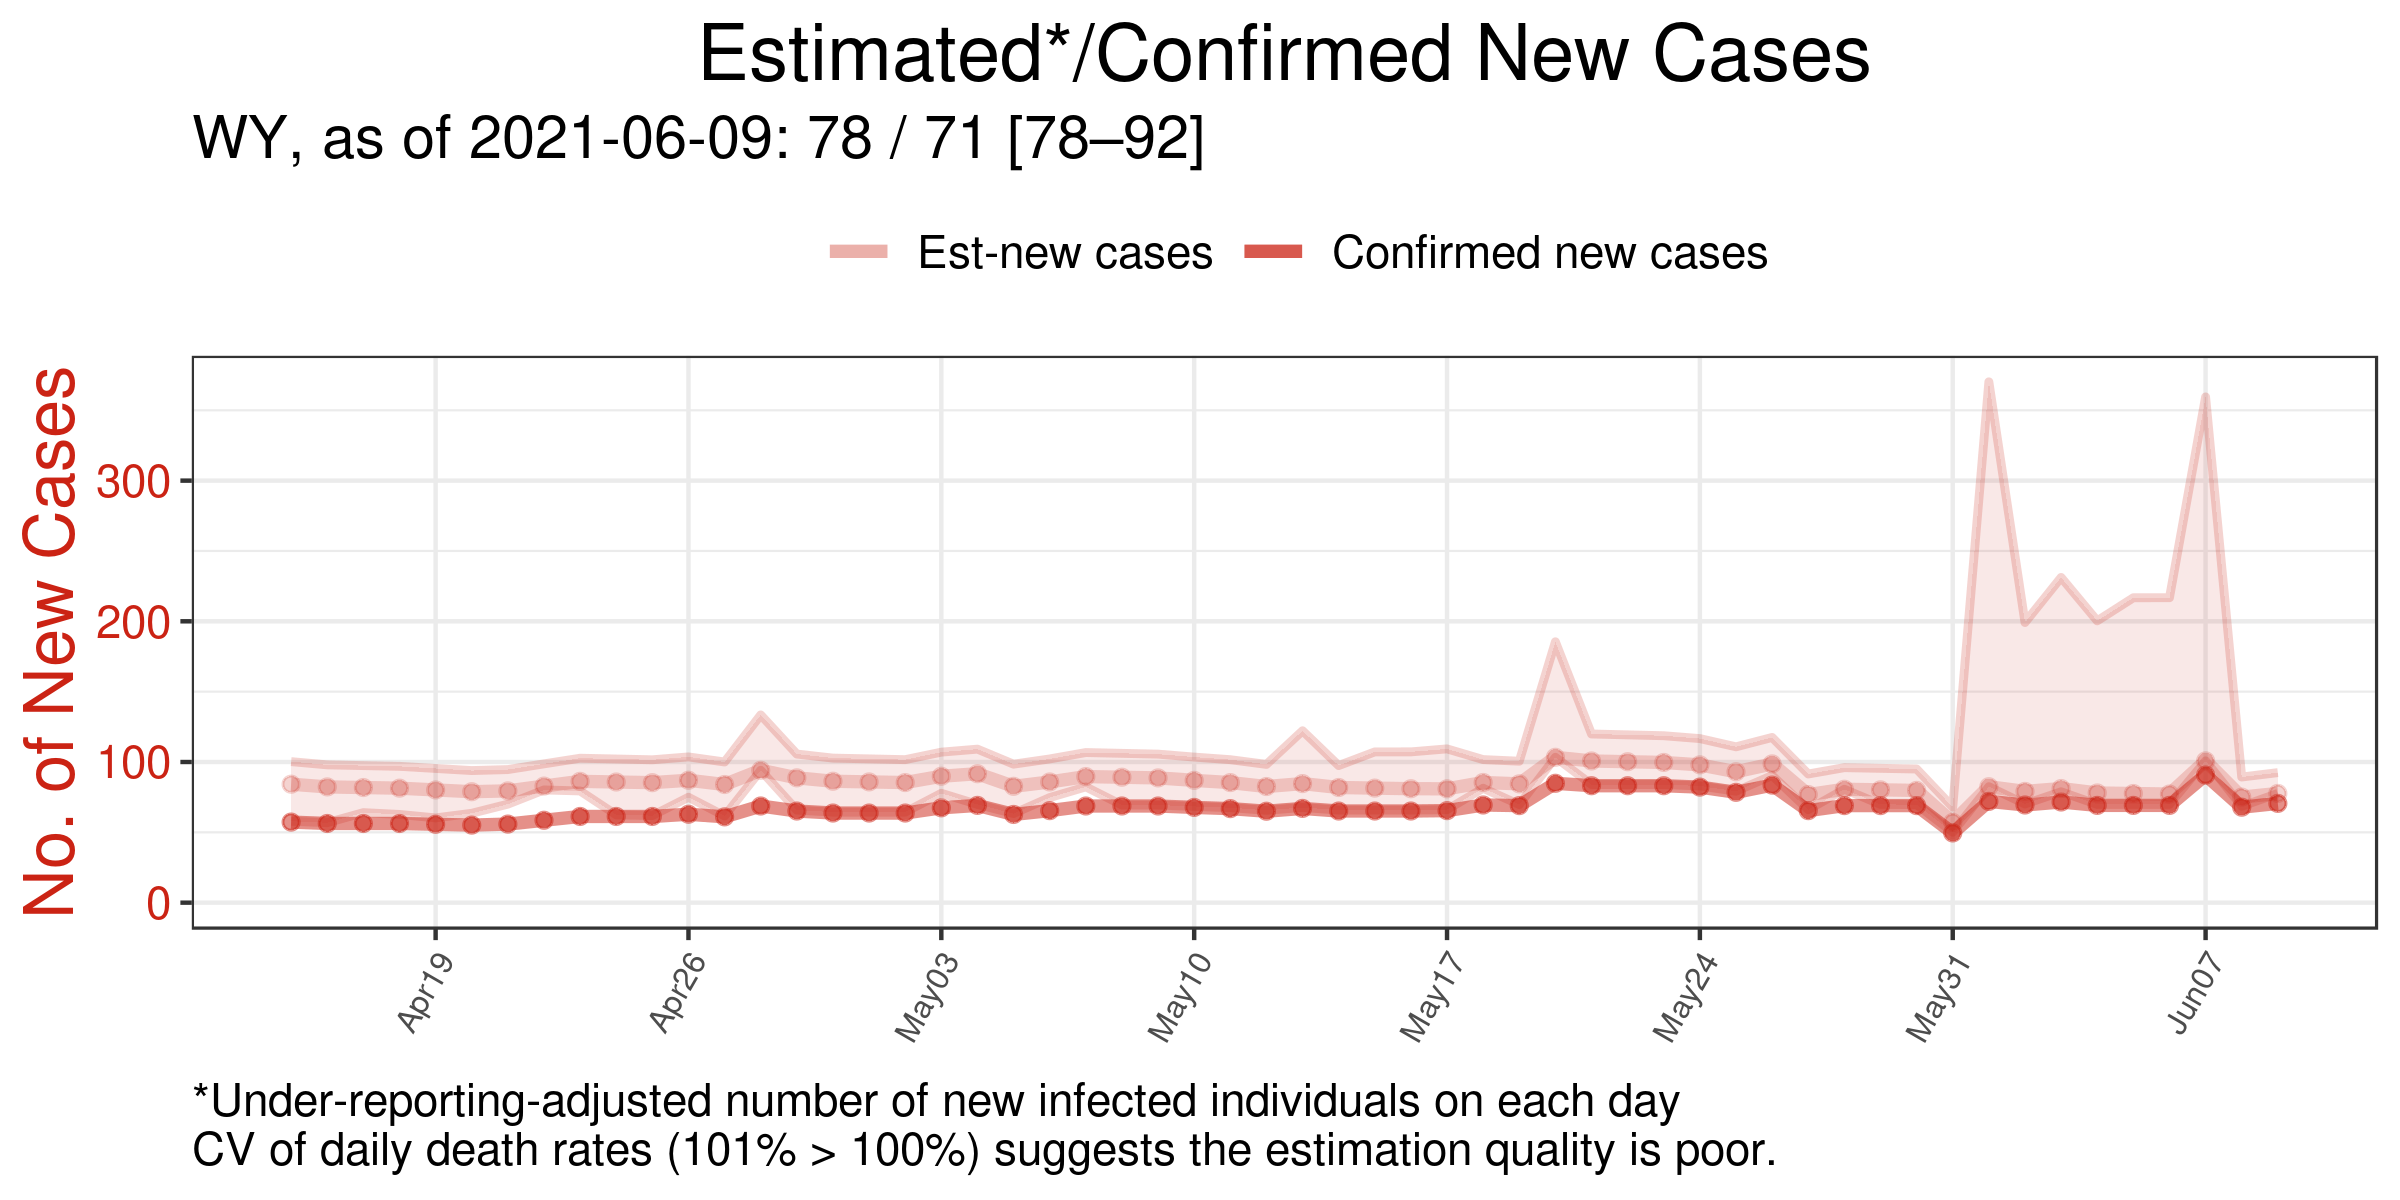 Estimated*/Confirmed New Cases
WY, as of 2021-06-09: 78 / 71 [78–92]
Est-new cases
Confirmed new cases
No. of New Cases
300
200
100
0
Apr19
Apr26
May03
May10
May17
May24
May31
Jun07
*Under-reporting-adjusted number of new infected individuals on each day
CV of daily death rates (101% > 100%) suggests the estimation quality is poor.